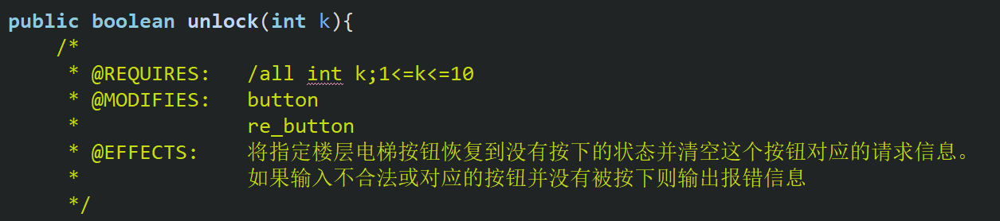 public boolean unlock(int k){
/*
* @REQUIRES: /all int k;1<=k<=10
* @MODIFIES: button
* re_button
* @EFFECTS: 将指定楼层电梯按钮恢复到没有按下的状态并清空这个按钮对应的请求信息。
* 如果输入不合法或对应的按钮并没有被按下则输出报错信息
*/